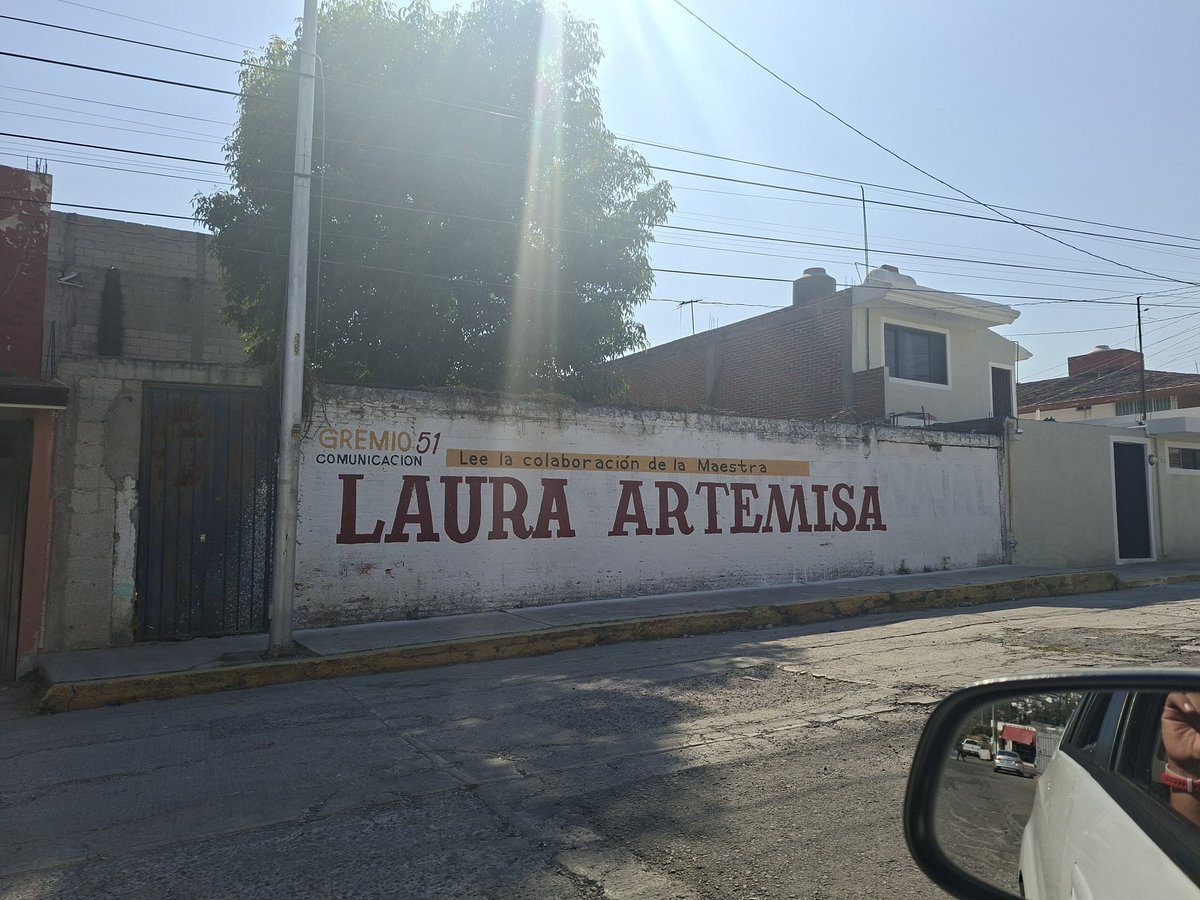 GREMIO 51
COMUNICACION
Lee la colaboración de la Maestra
LAURA ARTEMISA